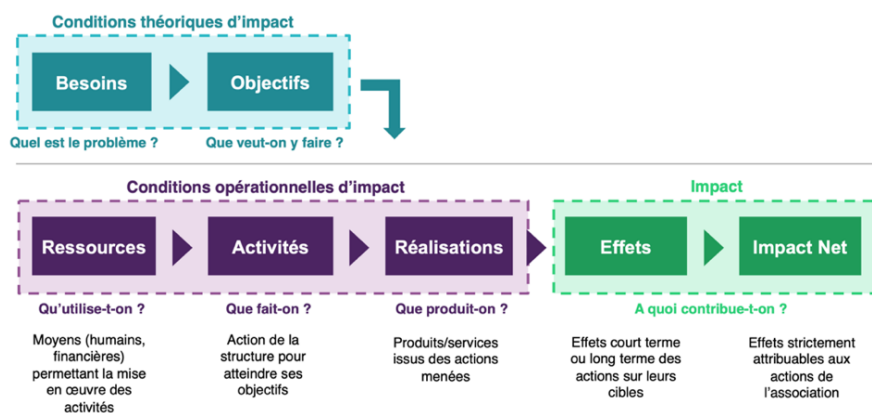 Conditions théoriques d'impact
Besoins
Objectifs
Quel est le problème ?
Que veut-on y faire ?
Conditions opérationnelles d'impact
Impact
Ressources
Activités
Réalisations
Effets
Impact Net
Qu'utilise-t-on ?
Que fait-on ?
Que produit-on ?
A quoi contribue-t-on ?
Moyens (humains,
financières)
permettant la mise
en œuvre des
activités
Action de la
structure pour
atteindre ses
objectifs
Produits/services
issus des actions
menées
Effets court terme
ou long terme des
actions sur leurs
cibles
Effets strictement
attribuables aux
actions de
l'association